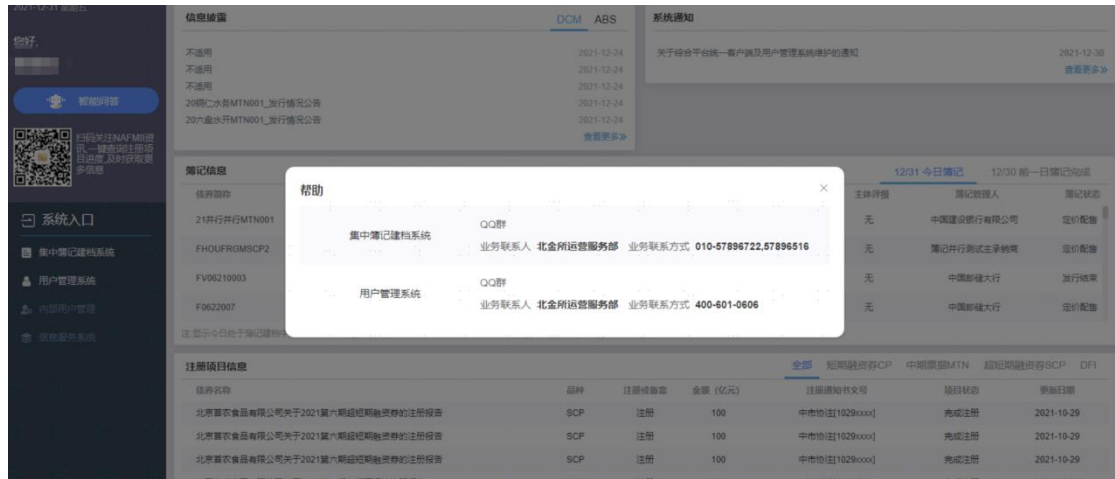 2021-12-31 星期五
您好,
智能问答
扫码关注NAFMII资
讯,一键查询注册项
目进度,及时获取更
多信息
系统入口
集中簿记建档系统
用户管理系统
内部用户管理
信息服务系统
信息披露 DCM ABS
不适用 2021-12-24
不适用 2021-12-24
不适用 2021-12-24
20铜仁水务MTN001_发行情况公告 2021-12-24
20六盘水开MTN001_发行情况公告 2021-12-24
查看更多»
系统通知
关于综合平台统一客户端及用户管理系统维护的通知 2021-12-30
查看更多»
簿记信息 12/31 今日簿记 12/30 前一日簿记完成
债券简称 主体评级 簿记管理人 簿记状态
21并行并行MTN001 无 中国建设银行有限公司 定价配售
FHOUFRGMSCP2 无 簿记并行测试主承销商 定价配售
FV06210003 无 中国邮储大行 发行结束
F0622007 无 中国邮储大行 定价配售
注:显示今日处于簿记建档
帮助 ×
集中簿记建档系统
QQ群
业务联系人 北金所运营服务部 业务联系方式 010-57896722,57896516
用户管理系统
QQ群
业务联系人 北金所运营服务部 业务联系方式 400-601-0606
注册项目信息 全部 短期融资券CP 中期票据MTN 超短期融资券SCP DFI
债券名称 品种 注册或备案 金额 (亿元) 注册通知书文号 项目状态 更新日期
北京首农食品有限公司关于2021第六期超短期融资券的注册报告 SCP 注册 100 中市协注[1029xxxx] 完成注册 2021-10-29
北京首农食品有限公司关于2021第六期超短期融资券的注册报告 SCP 注册 100 中市协注[1029xxxx] 完成注册 2021-10-29
北京首农食品有限公司关于2021第六期超短期融资券的注册报告 SCP 注册 100 中市协注[1029xxxx] 完成注册 2021-10-29